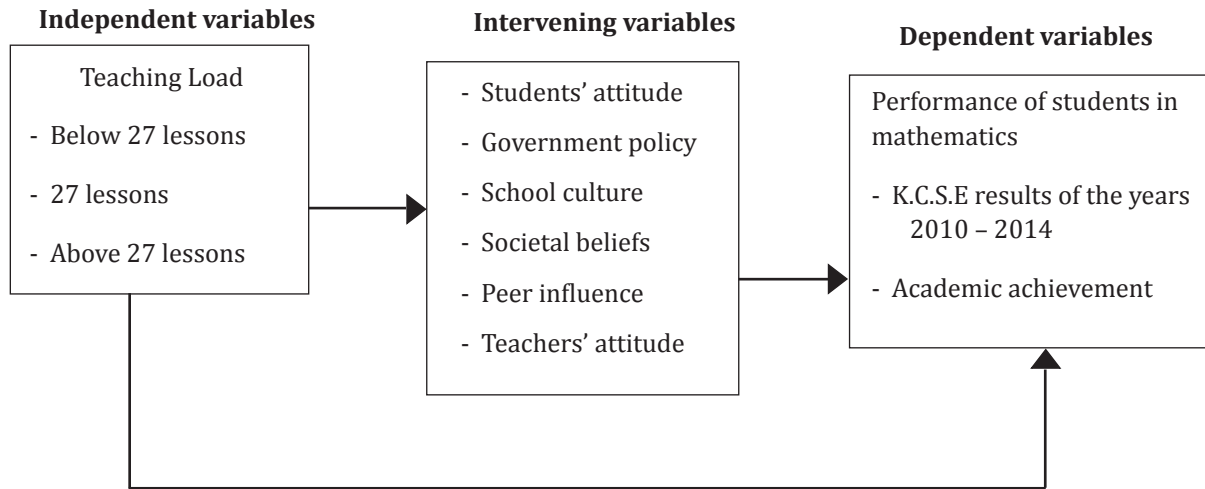 Independent variables
Teaching Load
- Below 27 lessons
- 27 lessons
- Above 27 lessons
Intervening variables
- Students’ attitude
- Government policy
- School culture
- Societal beliefs
- Peer influence
- Teachers’ attitude
Dependent variables
Performance of students in
mathematics
- K.C.S.E results of the years
2010 – 2014
- Academic achievement